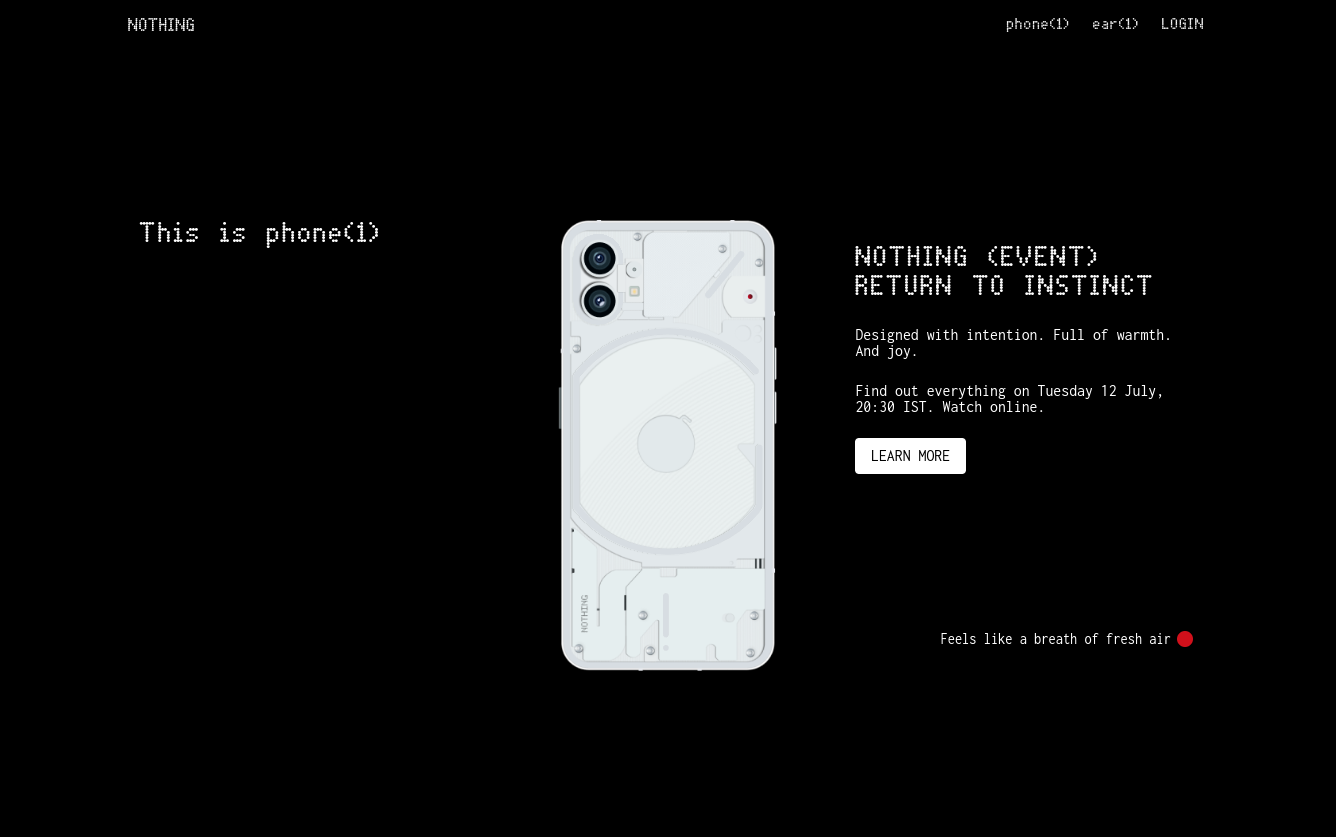 NOTHING
phone(1) ear(1) LOGIN
This is phone(1)
NOTHING (EVENT)
RETURN TO INSTINCT
Designed with intention. Full of warmth.
And joy.
Find out everything on Tuesday 12 July,
20:30 IST. Watch online.
LEARN MORE
NOTHING
Feels like a breath of fresh air